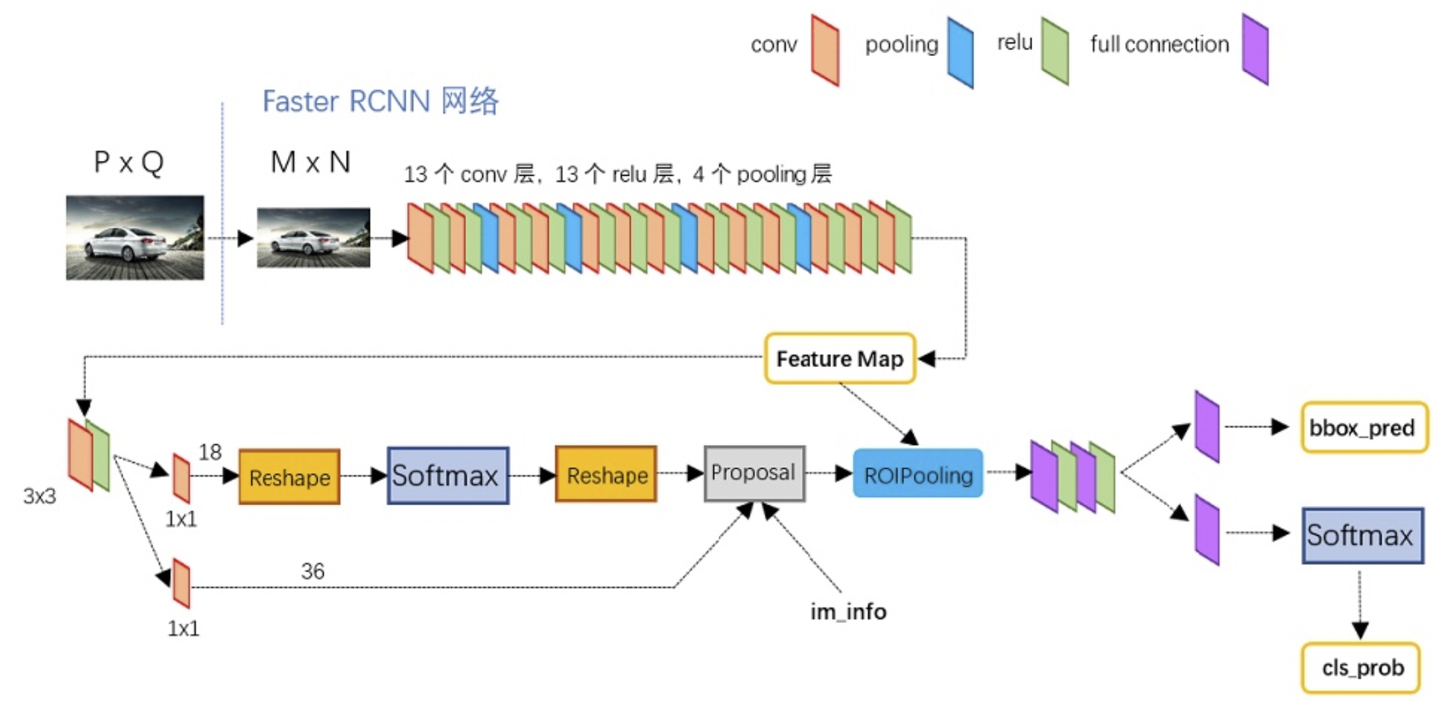 conv
pooling
relu
full connection
Faster RCNN 网络
P x Q
M x N
13 个 conv 层, 13 个 relu 层, 4 个 pooling 层
Feature Map
3x3
18
1x1
Reshape
Softmax
Reshape
Proposal
ROIPooling
bbox_pred
Softmax
cls_prob
36
1x1
im_info